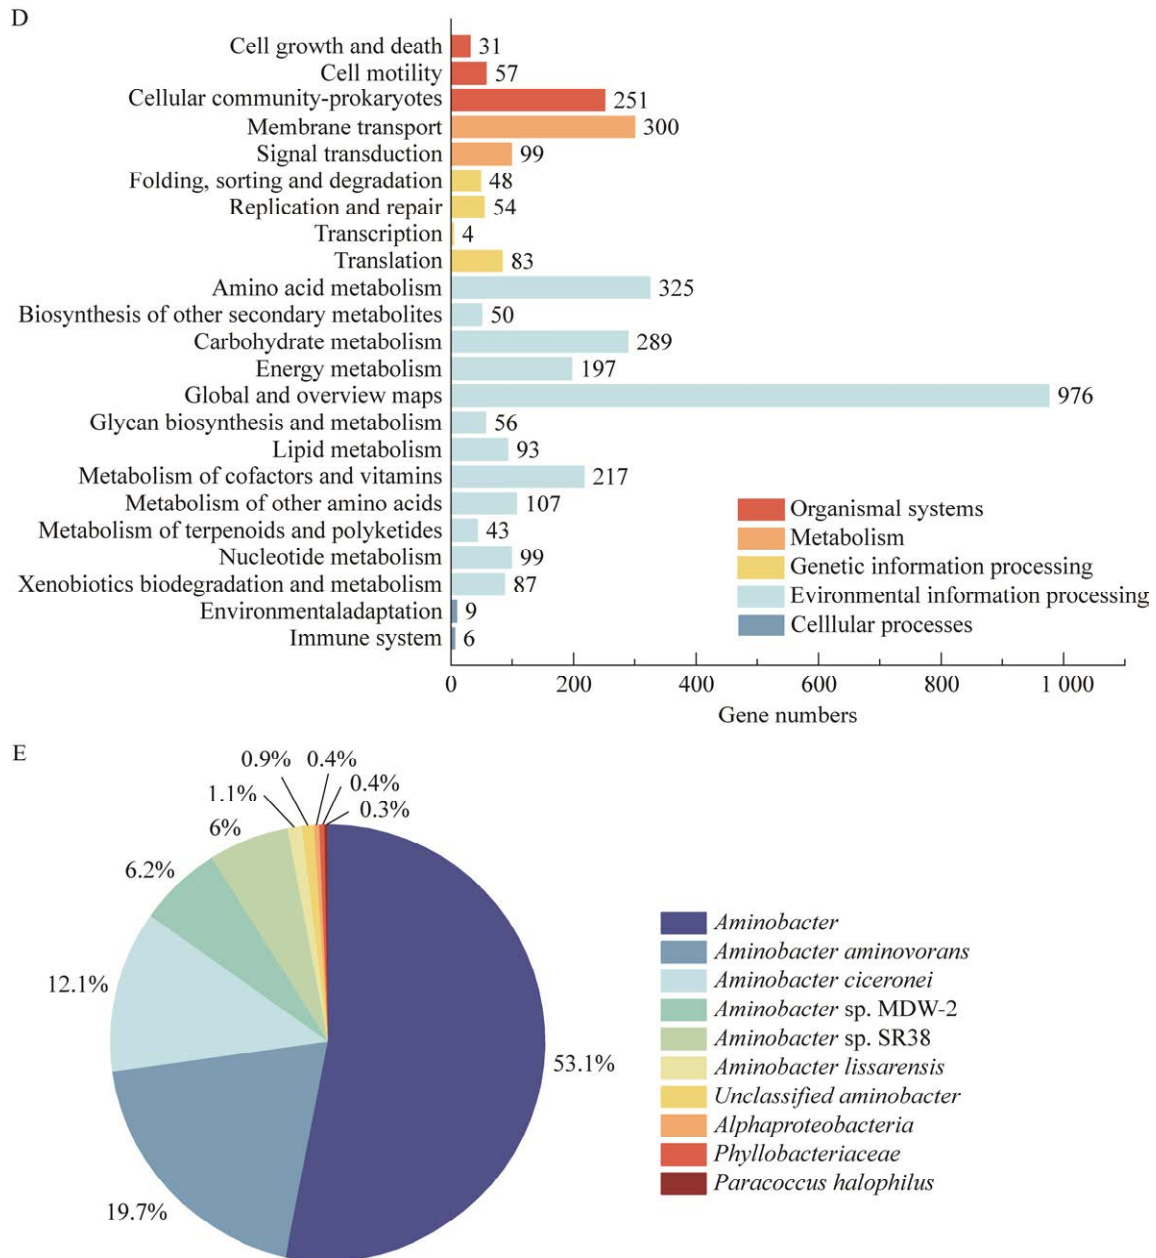 D
Cell growth and death 31
Cell motility 57
Cellular community-prokaryotes 251
Membrane transport 300
Signal transduction 99
Folding, sorting and degradation 48
Replication and repair 54
Transcription 4
Translation 83
Amino acid metabolism 325
Biosynthesis of other secondary metabolites 50
Carbohydrate metabolism 289
Energy metabolism 197
Global and overview maps 976
Glycan biosynthesis and metabolism 56
Lipid metabolism 93
Metabolism of cofactors and vitamins 217
Metabolism of other amino acids 107
Metabolism of terpenoids and polyketides 43
Nucleotide metabolism 99
Xenobiotics biodegradation and metabolism 87
Environmentaladaptation 9
Immune system 6
Organismal systems
Metabolism
Genetic information processing
Evironmental information processing
Celllular processes
0 200 400 600 800 1 000
Gene numbers
E
0.9% 0.4%
1.1% 0.4%
6% 0.3%
6.2%
12.1%
53.1%
19.7%
Aminobacter
Aminobacter aminovorans
Aminobacter ciceronei
Aminobacter sp. MDW-2
Aminobacter sp. SR38
Aminobacter lissarensis
Unclassified aminobacter
Alphaproteobacteria
Phyllobacteriaceae
Paracoccus halophilus